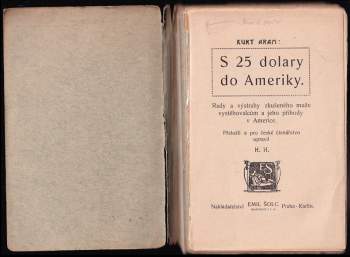 KURT ARAM:
S 25 dolary
do Ameriky.
Rady a výstrahy zkušeného muže
vystěhovalcům a jeho příhody
v Americe.
Přeložil a pro české čtenářstvo
upravil
H. H.
Nakladatelství EMIL ŠOLC, Praha-Karlín.